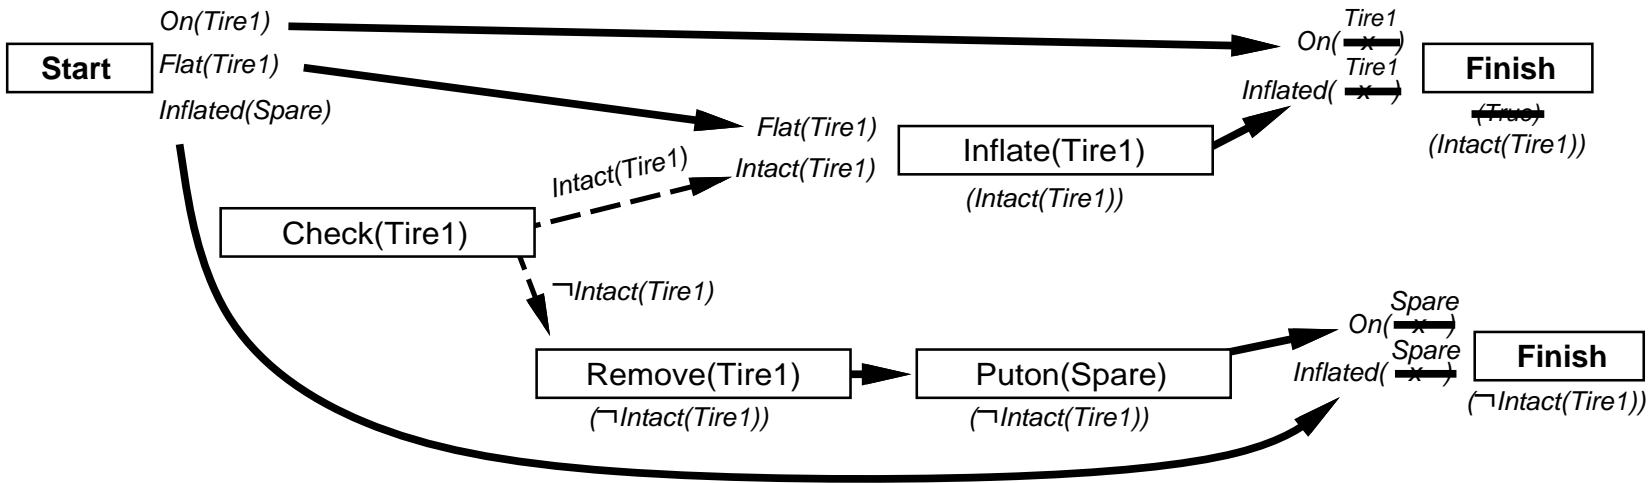 Start
On(Tire1)
Flat(Tire1)
Inflated(Spare)
Tire1
On( x )
Tire1
Inflated( x )
Finish
(True)
(Intact(Tire1))
Flat(Tire1)
Intact(Tire1)
Inflate(Tire1)
(Intact(Tire1))
Intact(Tire1)
Check(Tire1)
¬Intact(Tire1)
Remove(Tire1)
(¬Intact(Tire1))
Puton(Spare)
(¬Intact(Tire1))
Spare
On( x )
Spare
Inflated( x )
Finish
(¬Intact(Tire1))